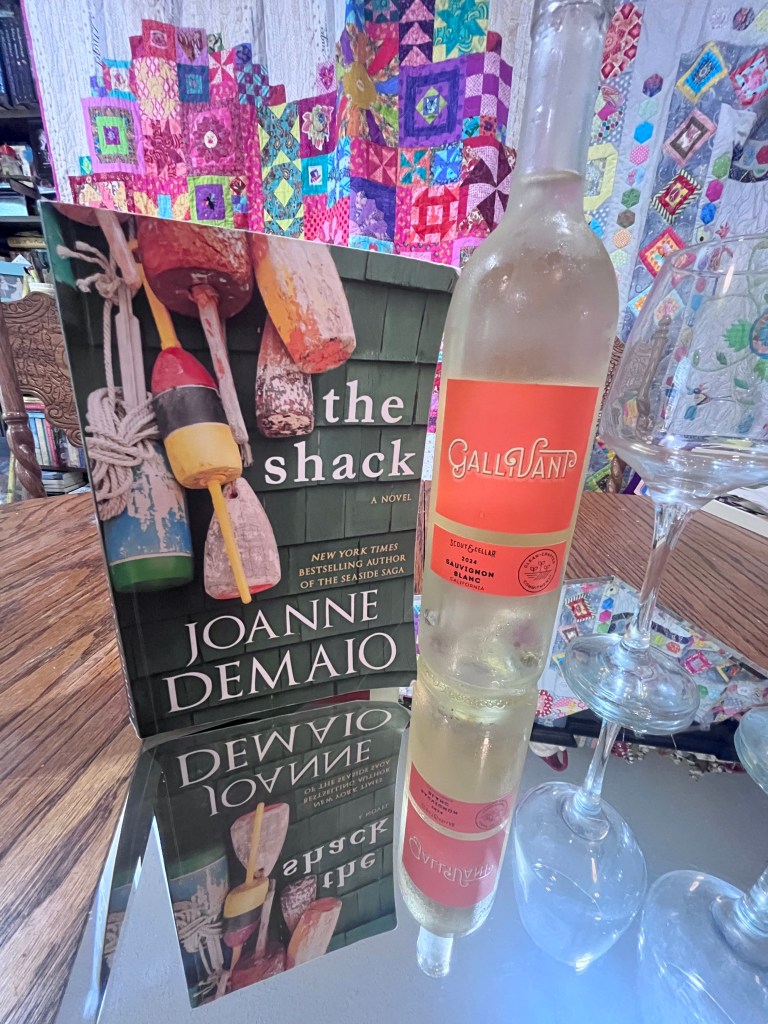 the
shack
A NOVEL
NEW YORK TIMES
BESTSELLING AUTHOR
OF THE SEASIDE SAGA
JOANNE
DEMAIO
GALLIVANT
SCOUT & CELLAR
2024
SAUVIGNON
BLANC
CALIFORNIA